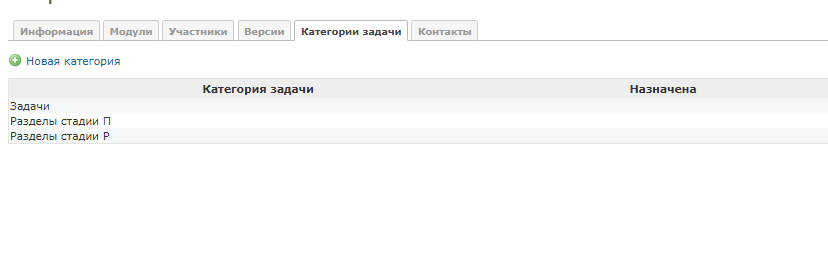 Информация Модули Участники Версии Категории задачи Контакты
Новая категория
Категория задачи Назначена
Задачи
Разделы стадии П
Разделы стадии Р